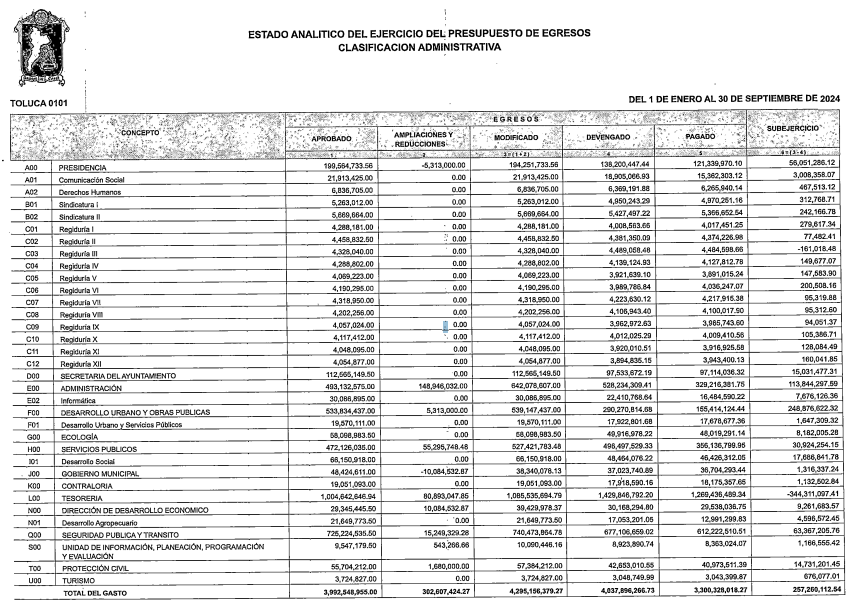 ESTADO ANALITICO DEL EJERCICIO DEL PRESUPUESTO DE EGRESOS
CLASIFICACION ADMINISTRATIVA
TOLUCA 0101
DEL 1 DE ENERO AL 30 DE SEPTIEMBRE DE 2024
EGRESOS
CONCEPTO APROBADO AMPLIACIONES Y REDUCCIONES MODIFICADO DEVENGADO PAGADO SUBEJERCICIO
1 2 3 = (1 + 2) 4 5 6 = (3 - 4)
A00 PRESIDENCIA 199,564,733.56 -5,313,000.00 194,251,733.56 138,200,447.44 121,339,970.10 56,051,286.12
A01 Comunicación Social 21,913,425.00 0.00 21,913,425.00 18,905,066.93 15,362,303.12 3,008,358.07
A02 Derechos Humanos 6,836,705.00 0.00 6,836,705.00 6,369,191.88 6,265,940.14 467,513.12
B01 Sindicatura I 5,263,012.00 0.00 5,263,012.00 4,950,243.29 4,970,251.16 312,768.71
B02 Sindicatura II 5,669,664.00 0.00 5,669,664.00 5,427,497.22 5,366,652.54 242,166.78
C01 Regiduría I 4,288,181.00 0.00 4,288,181.00 4,008,563.66 4,017,451.25 279,617.34
C02 Regiduría II 4,458,832.50 0.00 4,458,832.50 4,381,350.09 4,374,226.98 77,482.41
C03 Regiduría III 4,328,040.00 0.00 4,328,040.00 4,489,058.48 4,484,598.66 -161,018.48
C04 Regiduría IV 4,288,802.00 0.00 4,288,802.00 4,139,124.93 4,127,812.78 149,677.07
C05 Regiduría V 4,069,223.00 0.00 4,069,223.00 3,921,639.10 3,891,015.24 147,583.90
C06 Regiduría VI 4,190,295.00 0.00 4,190,295.00 3,989,786.84 4,036,247.07 200,508.16
C07 Regiduría VII 4,318,950.00 0.00 4,318,950.00 4,223,630.12 4,217,916.38 95,319.88
C08 Regiduría VIII 4,202,256.00 0.00 4,202,256.00 4,106,943.40 4,100,017.90 95,312.60
C09 Regiduría IX 4,057,024.00 0.00 4,057,024.00 3,962,972.63 3,985,743.60 94,051.37
C10 Regiduría X 4,117,412.00 0.00 4,117,412.00 4,012,025.29 4,009,410.56 105,386.71
C11 Regiduría XI 4,048,095.00 0.00 4,048,095.00 3,920,010.51 3,916,925.58 128,084.49
C12 Regiduría XII 4,054,877.00 0.00 4,054,877.00 3,894,835.15 3,943,400.13 160,041.85
D00 SECRETARIA DEL AYUNTAMIENTO 112,565,149.50 0.00 112,565,149.50 97,533,672.19 97,114,036.32 15,031,477.31
E00 ADMINISTRACIÓN 493,132,575.00 148,946,032.00 642,078,607.00 528,234,309.41 329,216,381.75 113,844,297.59
E02 Informática 30,086,895.00 0.00 30,086,895.00 22,410,768.64 16,484,590.22 7,676,126.36
F00 DESARROLLO URBANO Y OBRAS PUBLICAS 533,834,437.00 5,313,000.00 539,147,437.00 290,270,814.68 155,414,124.44 248,876,622.32
F01 Desarrollo Urbano y Servicios Públicos 19,570,111.00 0.00 19,570,111.00 17,922,801.68 17,678,677.36 1,647,309.32
G00 ECOLOGÍA 58,098,983.50 0.00 58,098,983.50 49,916,978.22 48,019,291.14 8,182,005.28
H00 SERVICIOS PUBLICOS 472,126,035.00 55,295,748.48 527,421,783.48 496,497,529.33 356,136,799.95 30,924,254.15
I01 Desarrollo Social 66,150,918.00 0.00 66,150,918.00 48,464,076.22 46,426,312.05 17,686,841.78
J00 GOBIERNO MUNICIPAL 48,424,611.00 -10,084,532.87 38,340,078.13 37,023,740.89 36,704,293.44 1,316,337.24
K00 CONTRALORIA 19,051,093.00 0.00 19,051,093.00 17,918,590.16 18,175,357.65 1,132,502.84
L00 TESORERIA 1,004,642,646.94 80,893,047.85 1,085,535,694.79 1,429,846,792.20 1,269,436,489.34 -344,311,097.41
N00 DIRECCIÓN DE DESARROLLO ECONOMICO 29,345,445.50 10,084,532.87 39,429,978.37 30,168,294.80 29,538,036.75 9,261,683.57
N01 Desarrollo Agropecuario 21,649,773.50 0.00 21,649,773.50 17,053,201.05 12,991,299.83 4,596,572.45
Q00 SEGURIDAD PUBLICA Y TRANSITO 725,224,535.50 15,249,329.28 740,473,864.78 677,106,659.02 612,222,510.51 63,367,205.76
S00 UNIDAD DE INFORMACIÓN, PLANEACIÓN, PROGRAMACIÓN 9,547,179.50 543,266.66 10,090,446.16 8,923,890.74 8,363,024.07 1,166,555.42
Y EVALUACIÓN
T00 PROTECCIÓN CIVIL 55,704,212.00 1,680,000.00 57,384,212.00 42,653,010.55 40,973,511.39 14,731,201.45
U00 TURISMO 3,724,827.00 0.00 3,724,827.00 3,048,749.99 3,043,399.87 676,077.01
TOTAL DEL GASTO 3,992,548,955.00 302,607,424.27 4,295,156,379.27 4,037,896,266.73 3,300,328,018.27 257,260,112.54